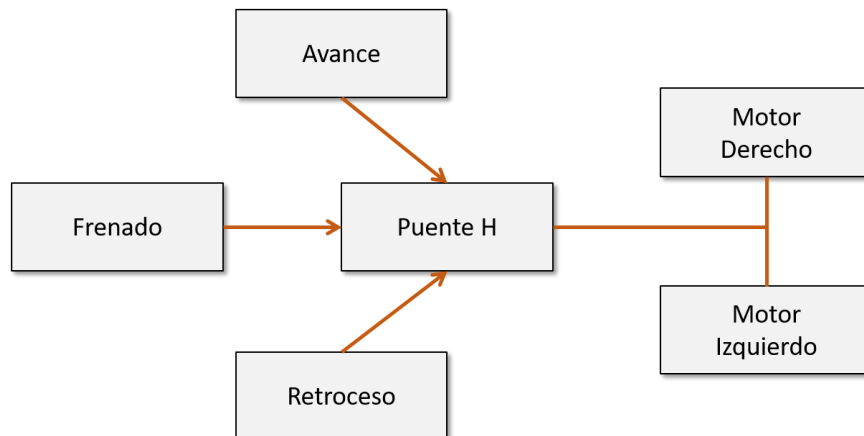 Avance
Motor
Derecho
Frenado
Puente H
Motor
Izquierdo
Retroceso